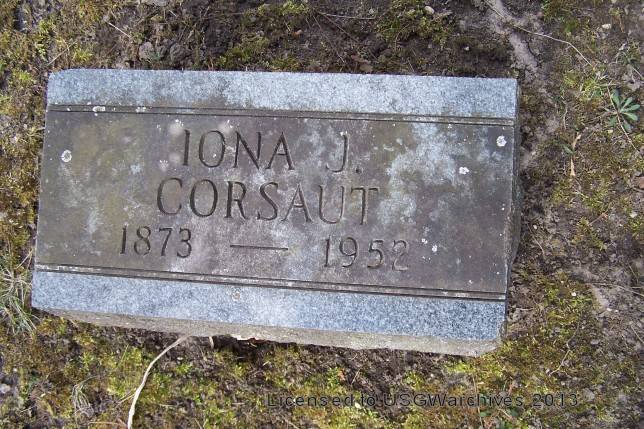 IONA J.
CORSAUT
1873 — 1952
Licensed to USGWarchives 2013